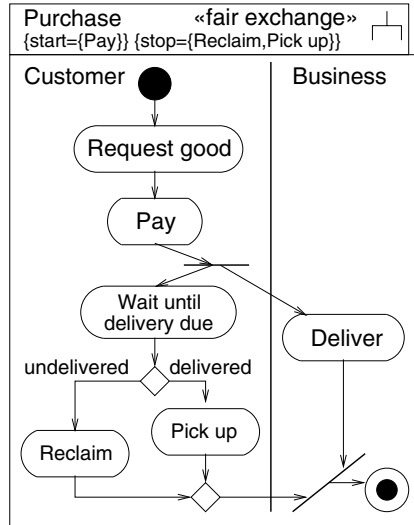 Purchase «fair exchange»
{start={Pay}} {stop={Reclaim,Pick up}}
Customer
Business
Request good
Pay
Wait until
delivery due
Deliver
undelivered
delivered
Reclaim
Pick up